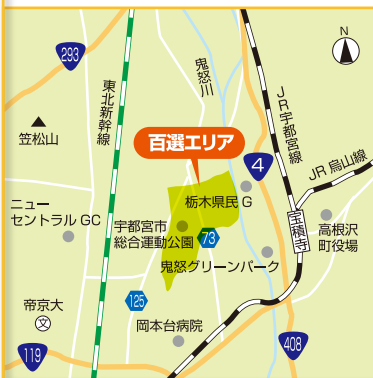 N
293
鬼怒川
東北新幹線
JR宇都宮線
笠松山
百選エリア
4
JR烏山線
栃木県民G
ニュー
セントラルGC
宇都宮市
総合運動公園
73
宝積寺
高根沢
町役場
鬼怒グリーンパーク
125
帝京大
文
岡本台病院
119
408